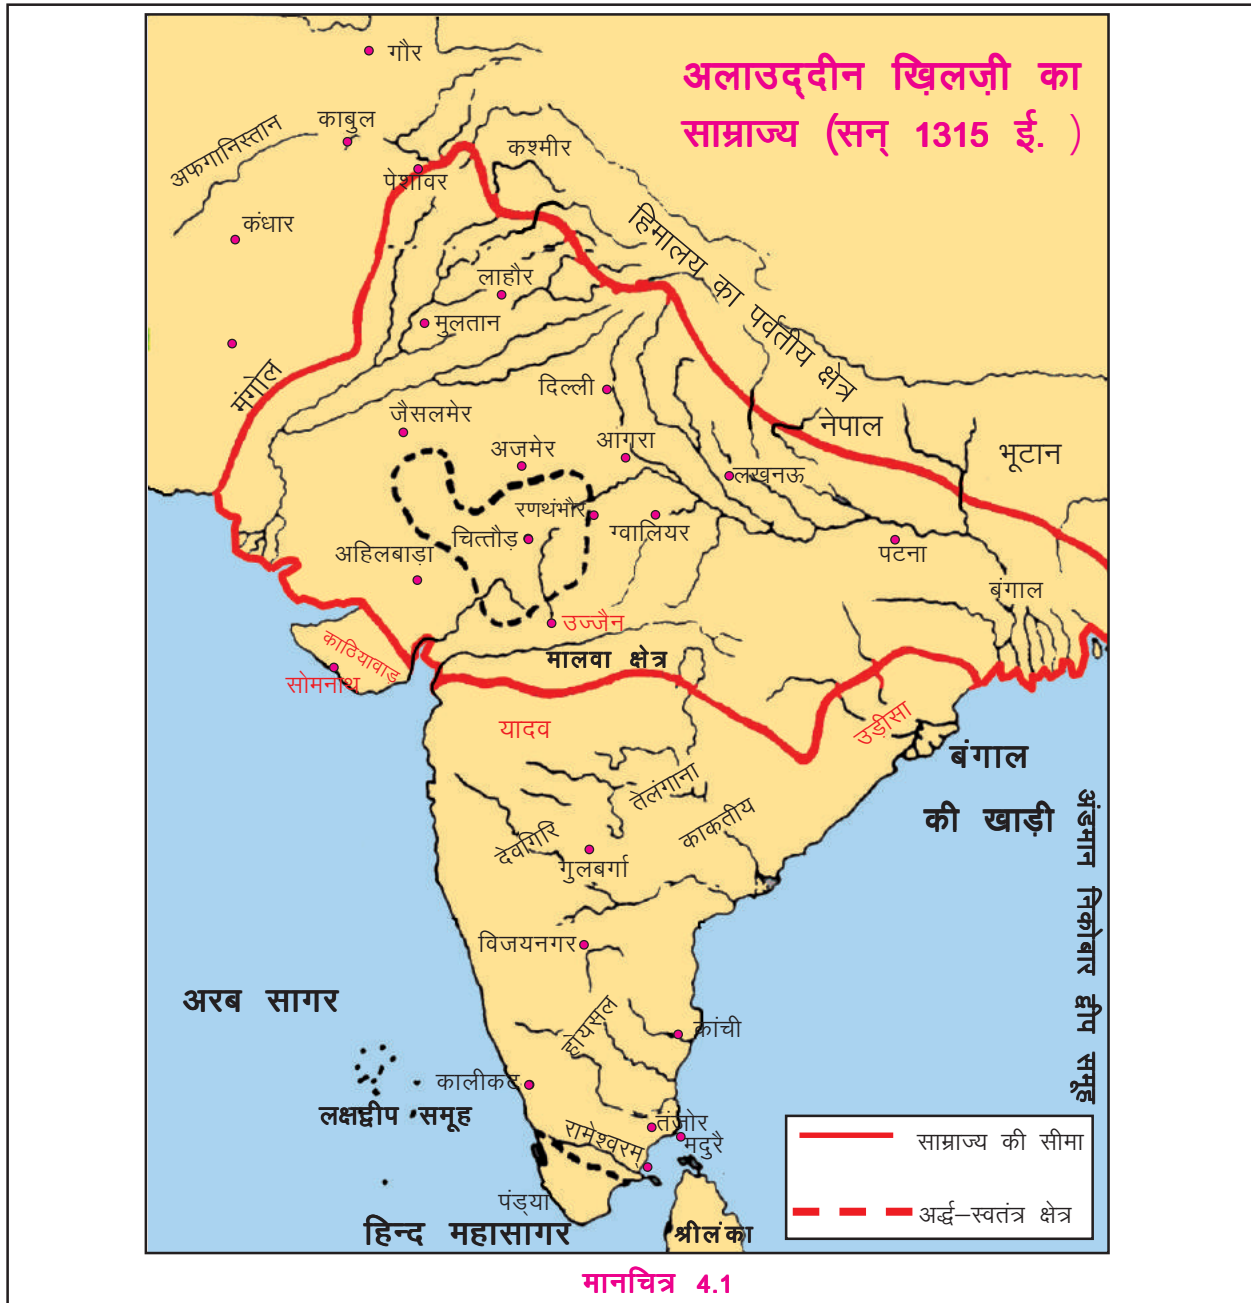 अलाउद्दीन ख़िलज़ी का
साम्राज्य (सन् 1315 ई. )
गौर
काबुल
अफगानिस्तान
कश्मीर
पेशावर
कंधार
हिमालय का पर्वतीय क्षेत्र
लाहौर
मुलतान
मंगोल
दिल्ली
जैसलमेर
नेपाल
अजमेर
आगरा
भूटान
लखनऊ
रणथंभौर
ग्वालियर
चित्तौड़
अहिलबाड़ा
पटना
बंगाल
उज्जैन
काठियावाड़
मालवा क्षेत्र
सोमनाथ
यादव
उड़ीसा
बंगाल
की खाड़ी
तेलंगाना
काकतीय
देवगिरि
गुलबर्गा
अंडमान निकोबार द्वीप समूह
विजयनगर
अरब सागर
होयसल
कांची
कालीकट
लक्षद्वीप समूह
तंजोर
रामेश्वरम्
मदुरै
पंड्या
हिन्द महासागर
श्रीलंका
साम्राज्य की सीमा
अर्द्ध–स्वतंत्र क्षेत्र
मानचित्र 4.1